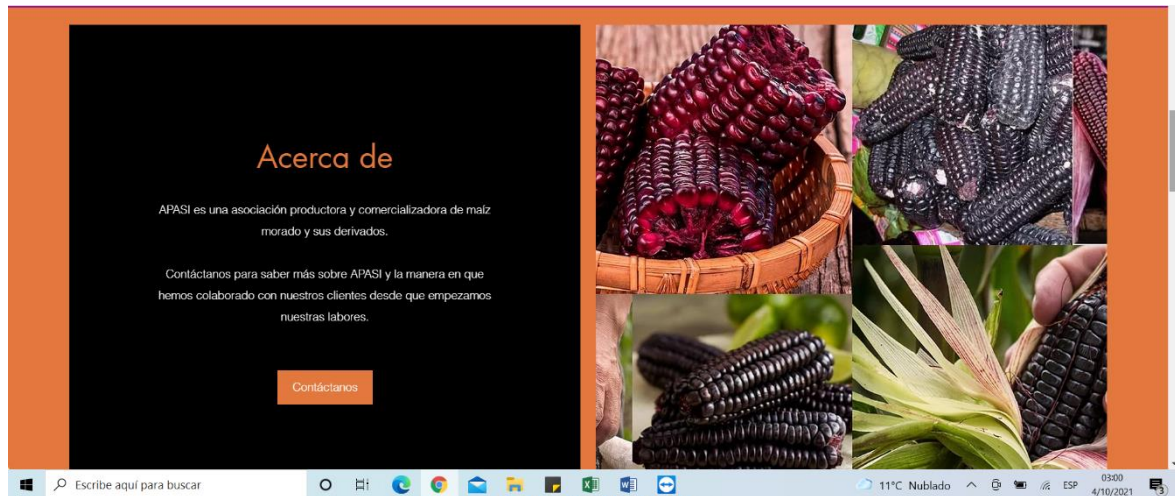 Acerca de
APASI es una asociación productora y comercializadora de maíz
morado y sus derivados.
Contáctanos para saber más sobre APASI y la manera en que
hemos colaborado con nuestros clientes desde que empezamos
nuestras labores.
Contáctanos
Escribe aquí para buscar
11°C Nublado
ESP
03:00
4/10/2021